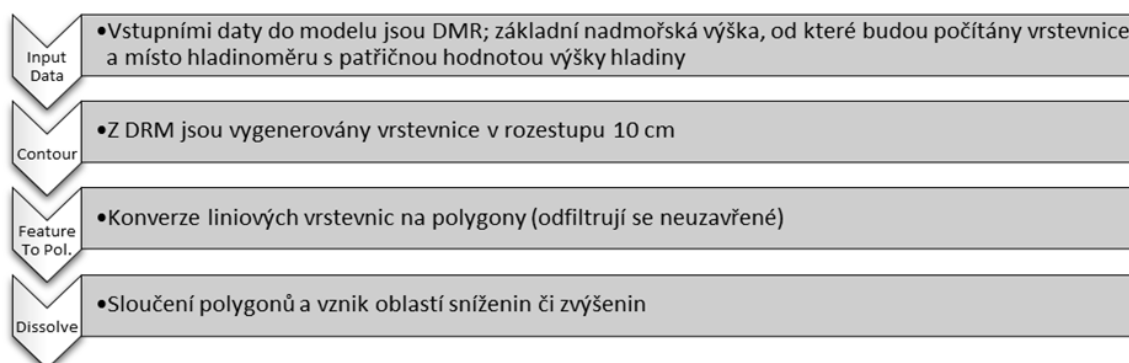 Input
Data
•Vstupními daty do modelu jsou DMR; základní nadmořská výška, od které budou počítány vrstevnice
a místo hladinoměru s patřičnou hodnotou výšky hladiny
Contour
•Z DRM jsou vygenerovány vrstevnice v rozestupu 10 cm
Feature
To Pol.
•Konverze liniových vrstevnic na polygony (odfiltrují se neuzavřené)
Dissolve
•Sloučení polygonů a vznik oblastí sníženin či zvýšenin